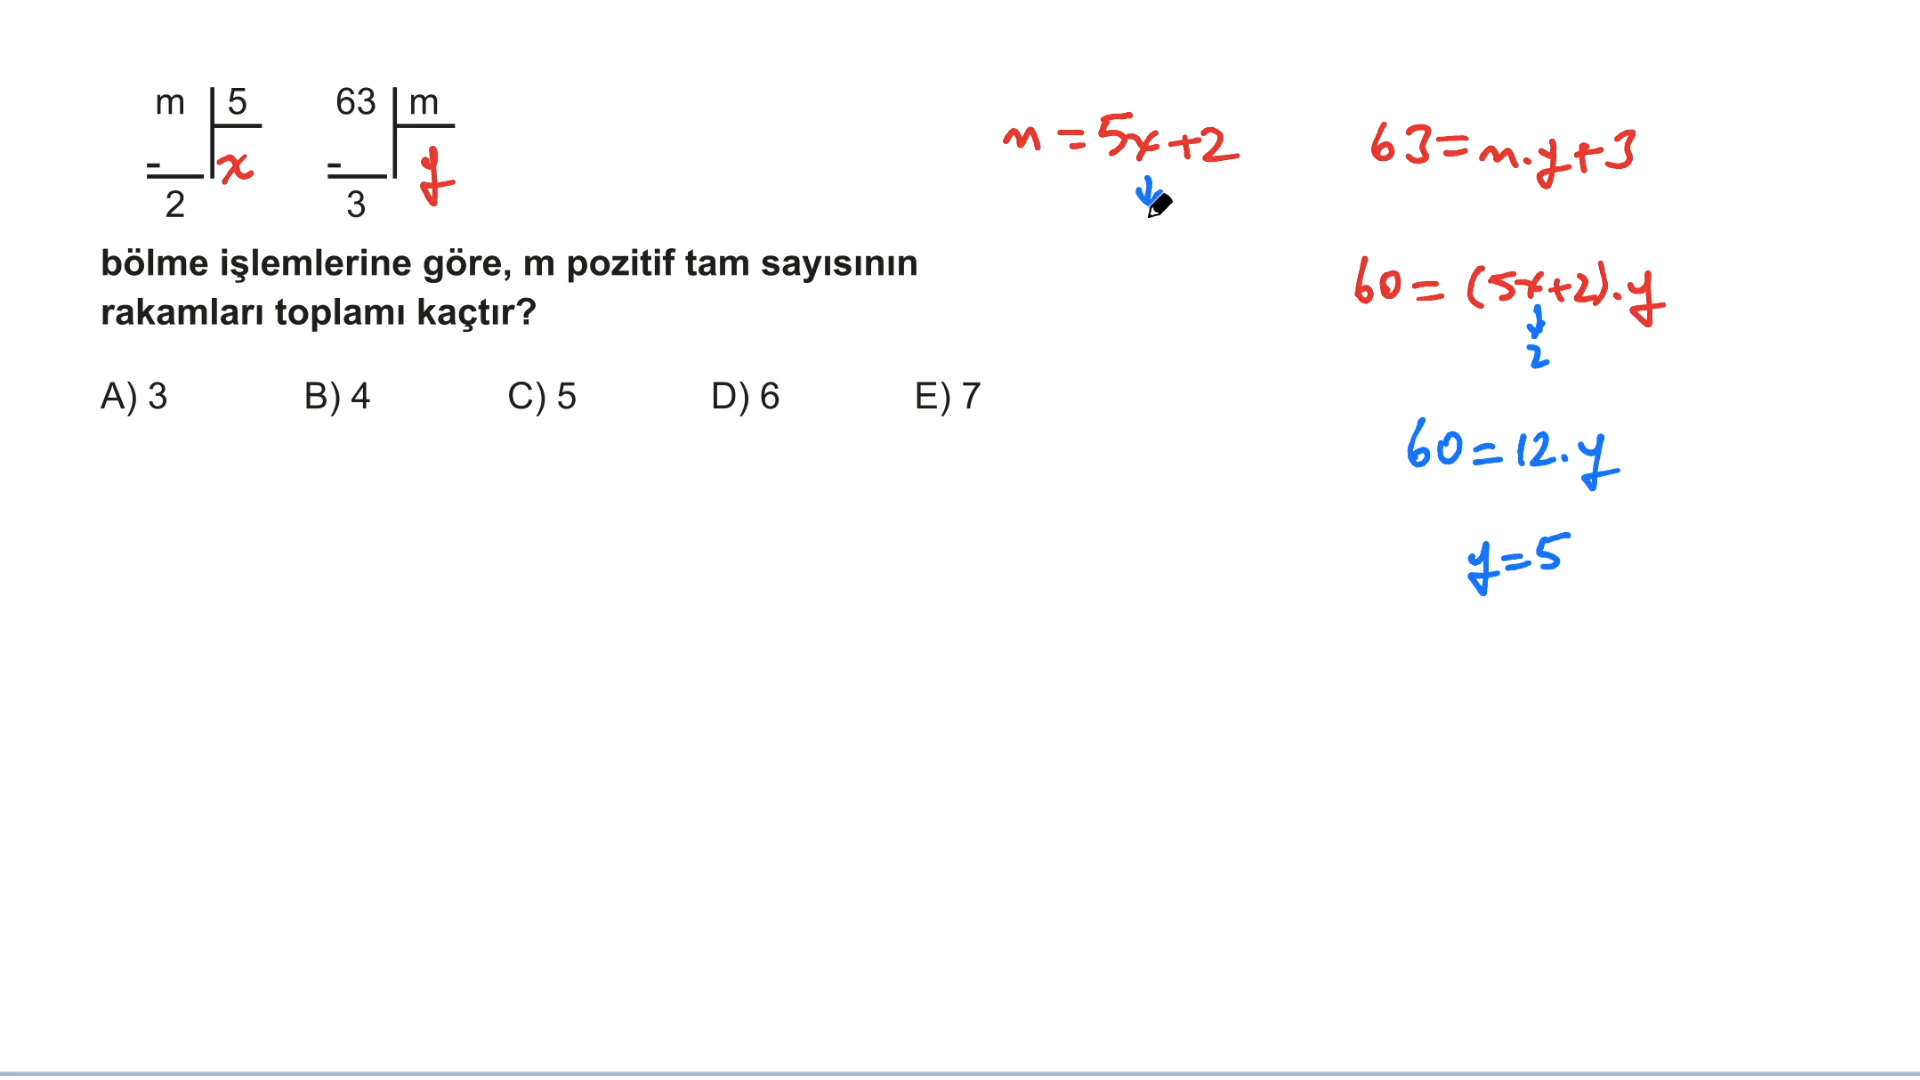 m 5 63 m
x y
2 3
bölme işlemlerine göre, m pozitif tam sayısının
rakamları toplamı kaçtır?
A) 3 B) 4 C) 5 D) 6 E) 7
m = 5x+2
63 = m.y+3
60 = (5x+2).y
2
60 = 12.y
y=5